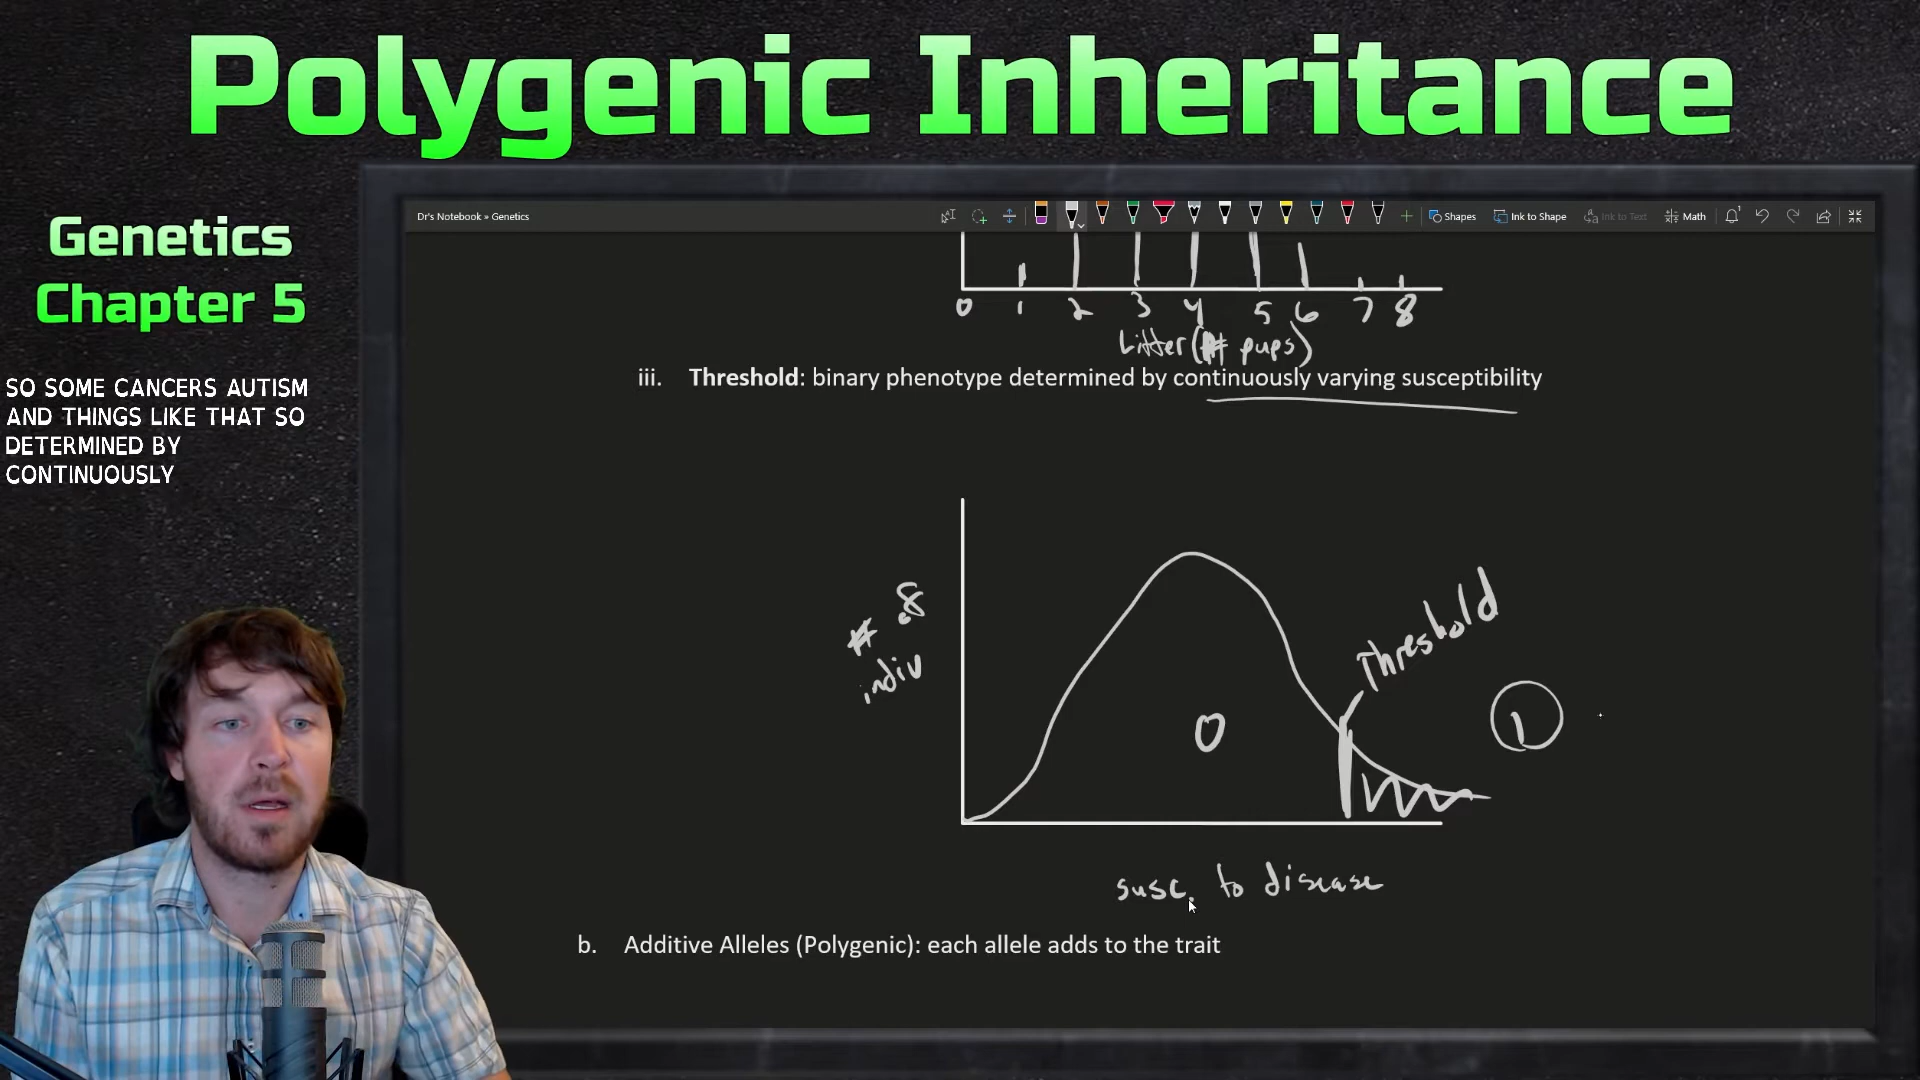 Polygenic Inheritance
Genetics
Chapter 5
SO SOME CANCERS AUTISM
AND THINGS LIKE THAT SO
DETERMINED BY
CONTINUOUSLY
Dr's Notebook » Genetics
Shapes
Ink to Shape
Ink to Text
Math
0 1 2 3 4 5 6 7 8
Litter (# pups)
iii. Threshold: binary phenotype determined by continuously varying susceptibility
# of
indiv
Threshold
0
1
susc. to disease
b. Additive Alleles (Polygenic): each allele adds to the trait